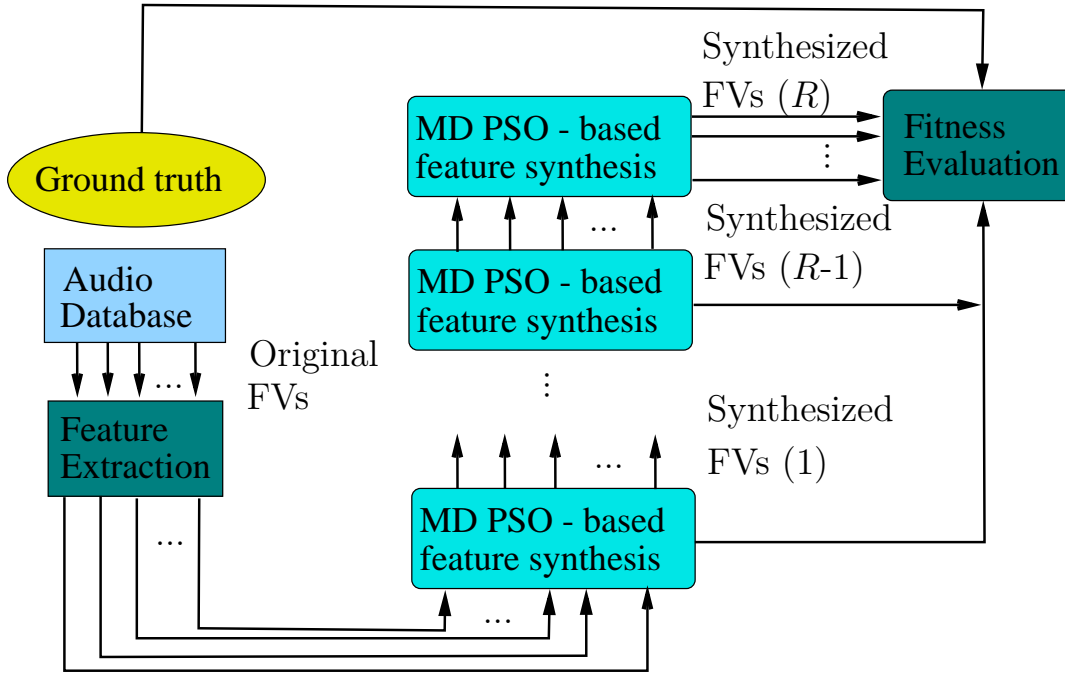 Ground truth
Audio
Database
...
Original
FVs
Feature
Extraction
...
MD PSO - based
feature synthesis
...
MD PSO - based
feature synthesis
...
...
MD PSO - based
feature synthesis
...
Synthesized
FVs (R)
...
Synthesized
FVs (R-1)
Synthesized
FVs (1)
Fitness
Evaluation